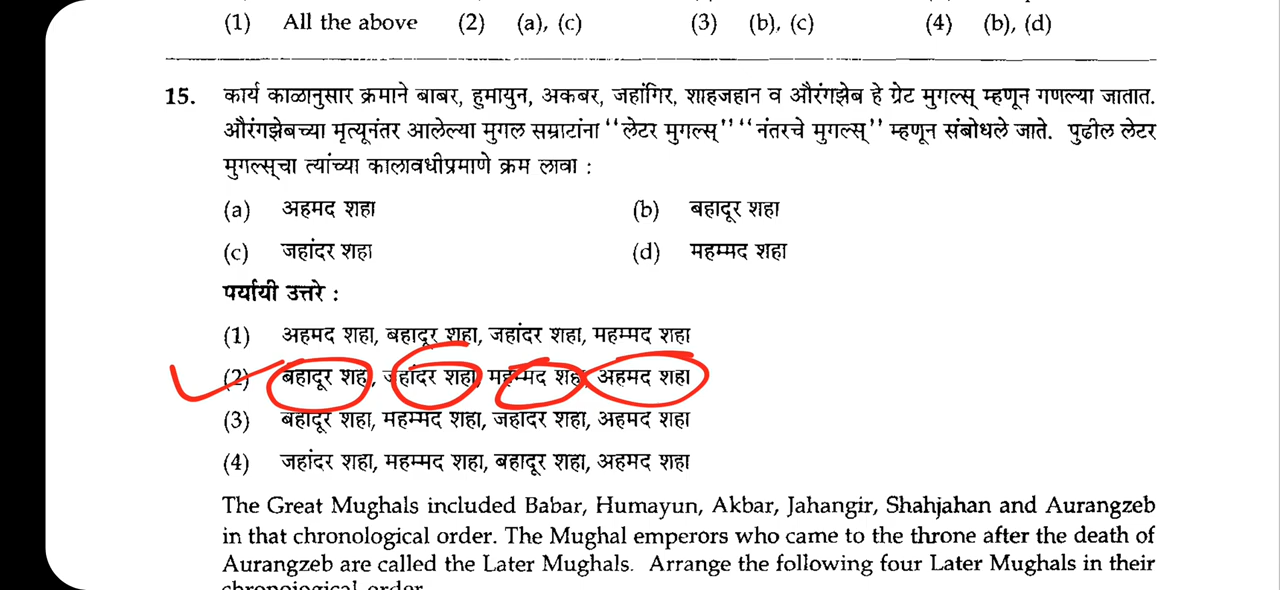 (1) All the above (2) (a), (c) (3) (b), (c) (4) (b), (d)
15. कार्य काळानुसार क्रमाने बाबर, हुमायुन, अकबर, जहांगिर, शाहजहान व औरंगझेब हे ग्रेट मुगल्स् म्हणून गणल्या जातात.
औरंगझेबच्या मृत्यूनंतर आलेल्या मुगल सम्राटांना ‘‘लेटर मुगल्स्’’ ‘‘नंतरचे मुगल्स्’’ म्हणून संबोधले जाते. पुढील लेटर
मुगल्स्‌चा त्यांच्या कालावधीप्रमाणे क्रम लावा :
(a) अहमद शहा (b) बहादूर शहा
(c) जहांदर शहा (d) महम्मद शहा
पर्यायी उत्तरे :
(1) अहमद शहा, बहादूर शहा, जहांदर शहा, महम्मद शहा
(2) बहादूर शहा, जहांदर शहा, महम्मद शहा, अहमद शहा
(3) बहादूर शहा, महम्मद शहा, जहांदर शहा, अहमद शहा
(4) जहांदर शहा, महम्मद शहा, बहादूर शहा, अहमद शहा
The Great Mughals included Babar, Humayun, Akbar, Jahangir, Shahjahan and Aurangzeb
in that chronological order. The Mughal emperors who came to the throne after the death of
Aurangzeb are called the Later Mughals. Arrange the following four Later Mughals in their
chronological order.